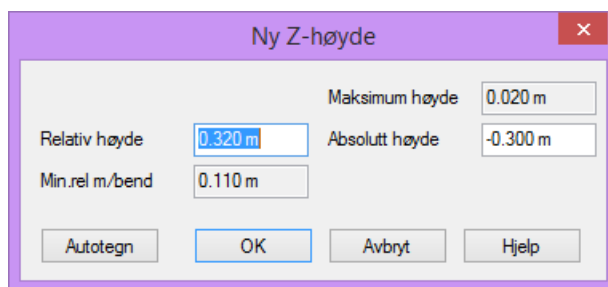 Ny Z-høyde
Maksimum høyde 0.020 m
Relativ høyde 0.320 m Absolutt høyde -0.300 m
Min.rel m/bend 0.110 m
Autotegn OK Avbryt Hjelp